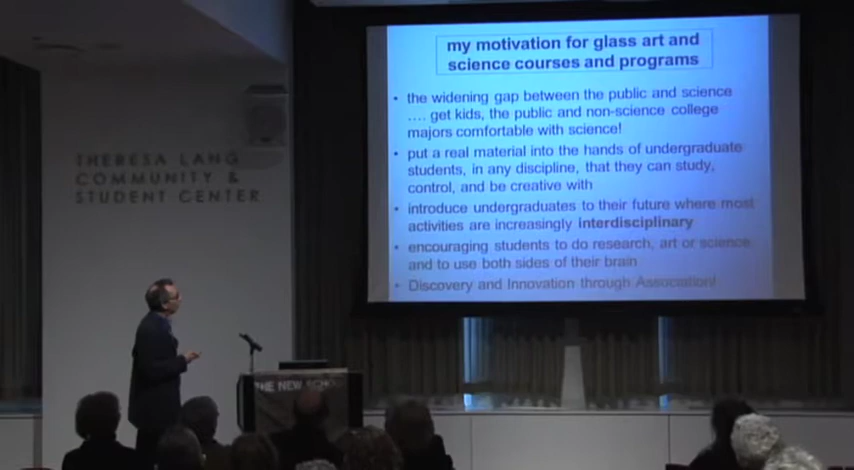 my motivation for glass art and
science courses and programs
• the widening gap between the public and science
.... get kids, the public and non-science college
majors comfortable with science!
• put a real material into the hands of undergraduate
students, in any discipline, that they can study,
control, and be creative with
• introduce undergraduates to their future where most
activities are increasingly interdisciplinary
• encouraging students to do research, art or science
and to use both sides of their brain
• Discovery and Innovation through Association!
THERESA LANG
COMMUNITY &
STUDENT CENTER
THE NEW SCHOOL